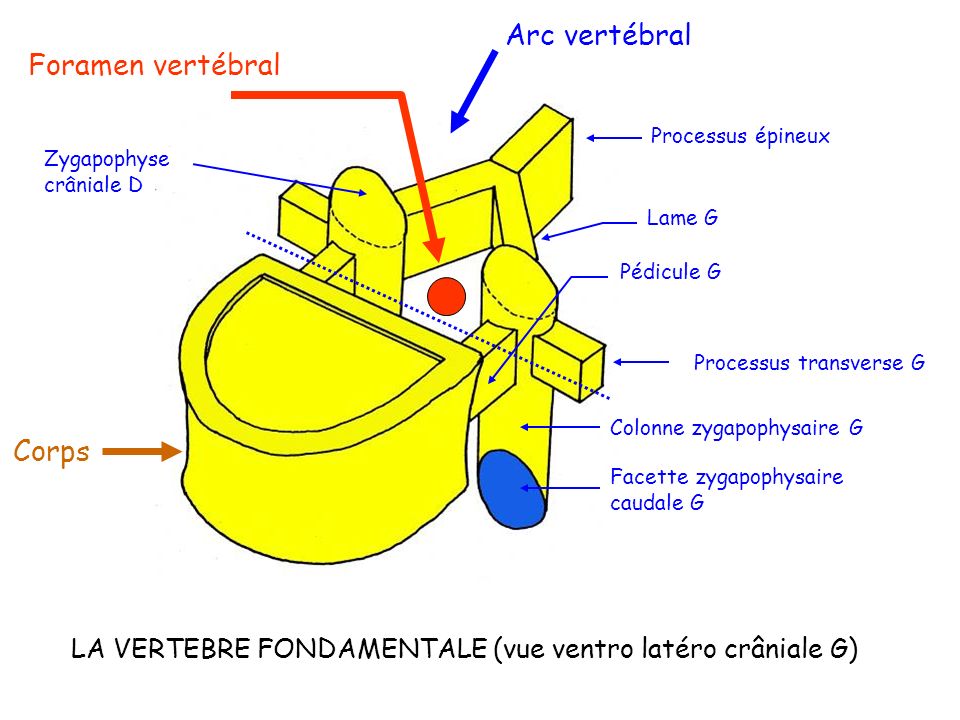 Arc vertébral
Foramen vertébral
Processus épineux
Zygapophyse
crâniale D
Lame G
Pédicule G
Processus transverse G
Colonne zygapophysaire G
Corps
Facette zygapophysaire
caudale G
LA VERTEBRE FONDAMENTALE (vue ventro latéro crâniale G)